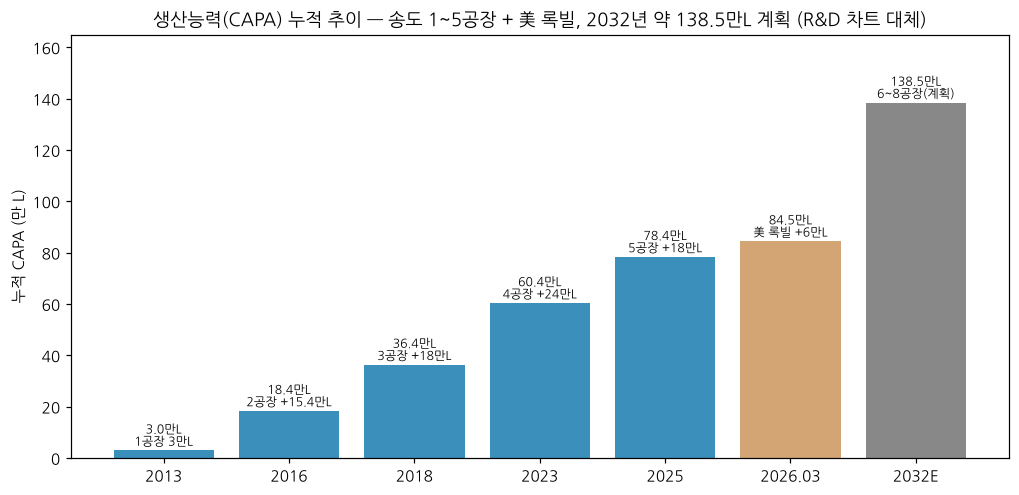 생산능력(CAPA) 누적 추이 — 송도 1~5공장 + 美 록빌, 2032년 약 138.5만L 계획 (R&D 차트 대체)
누적 CAPA (만 L)
160
140
120
100
80
60
40
20
0
3.0만L
1공장 3만L
18.4만L
2공장 +15.4만L
36.4만L
3공장 +18만L
60.4만L
4공장 +24만L
78.4만L
5공장 +18만L
84.5만L
美 록빌 +6만L
138.5만L
6~8공장(계획)
2013
2016
2018
2023
2025
2026.03
2032E